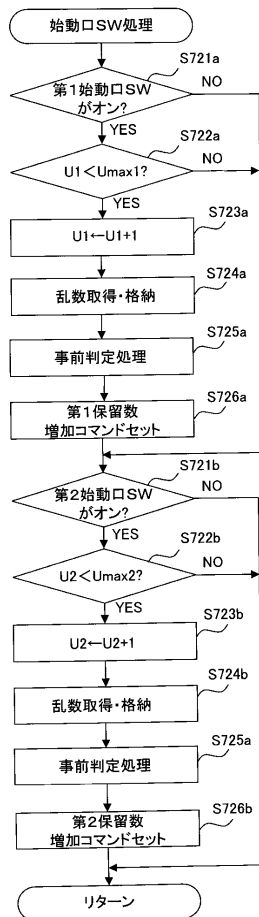 始動口SW処理
S721a
第1始動口SW
がオン?
NO
YES
S722a
U1<Umax1?
NO
YES
S723a
U1←U1+1
S724a
乱数取得・格納
S725a
事前判定処理
S726a
第1保留数
増加コマンドセット
S721b
第2始動口SW
がオン?
NO
YES
S722b
U2<Umax2?
NO
YES
S723b
U2←U2+1
S724b
乱数取得・格納
S725a
事前判定処理
S726b
第2保留数
増加コマンドセット
リターン